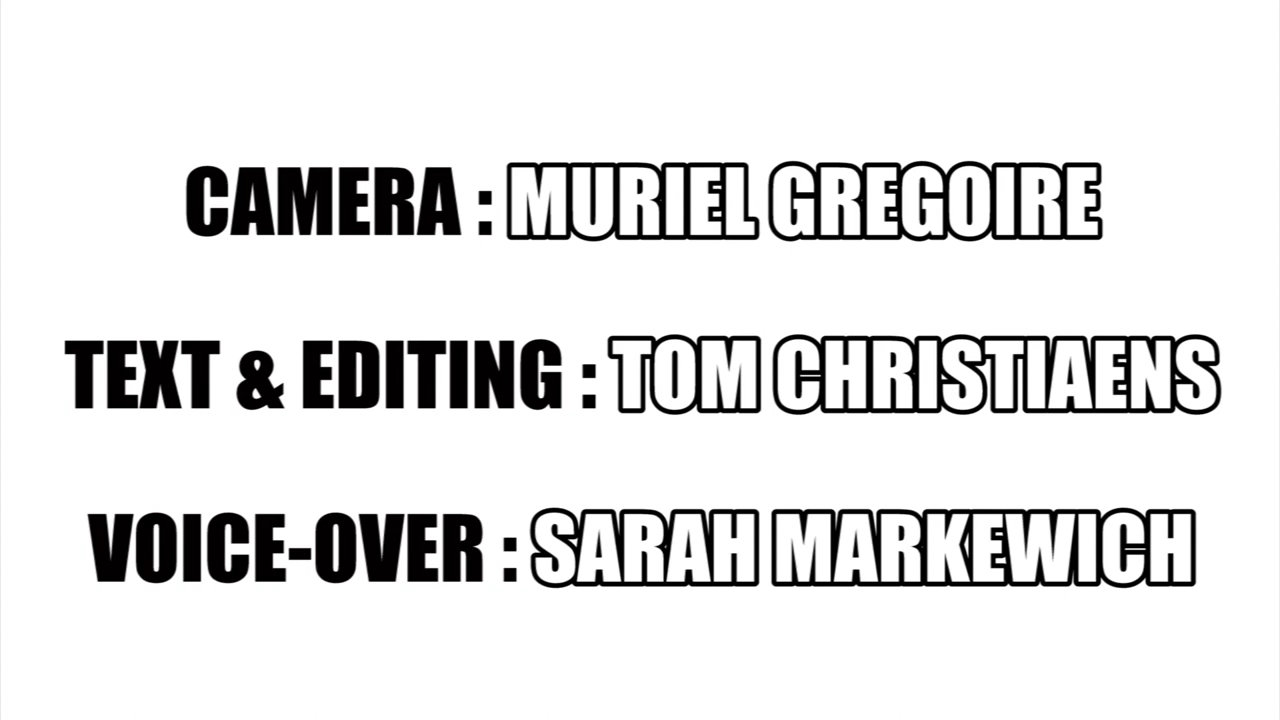 CAMERA : MURIEL GREGOIRE
TEXT & EDITING : TOM CHRISTIAENS
VOICE-OVER : SARAH MARKEWICH